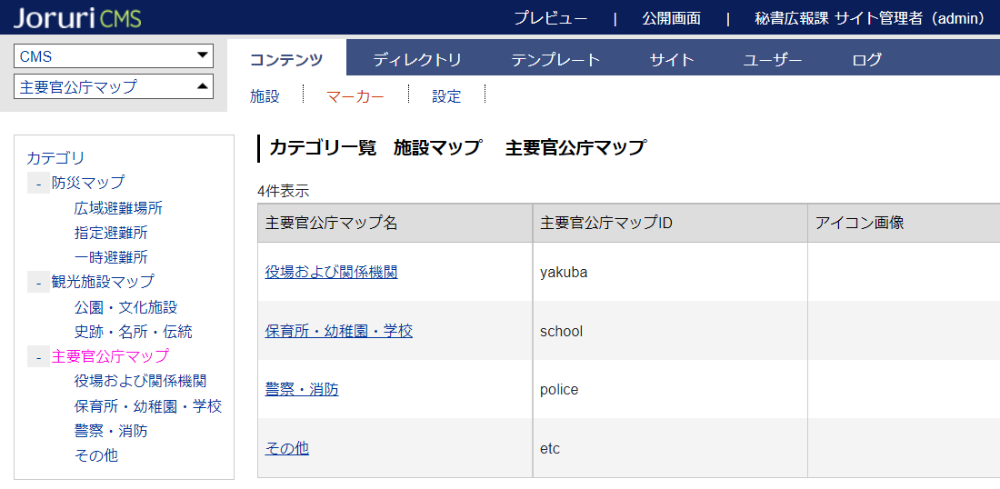 Joruri CMS
プレビュー | 公開画面 | 秘書広報課 サイト管理者（admin）
CMS
主要官公庁マップ
コンテンツ ディレクトリ テンプレート サイト ユーザー ログ
施設 マーカー 設定
カテゴリ
- 防災マップ
広域避難場所
指定避難所
一時避難所
- 観光施設マップ
公園・文化施設
史跡・名所・伝統
- 主要官公庁マップ
役場および関係機関
保育所・幼稚園・学校
警察・消防
その他
カテゴリ一覧 施設マップ 主要官公庁マップ
4件表示
主要官公庁マップ名 主要官公庁マップID アイコン画像
役場および関係機関 yakuba
保育所・幼稚園・学校 school
警察・消防 police
その他 etc